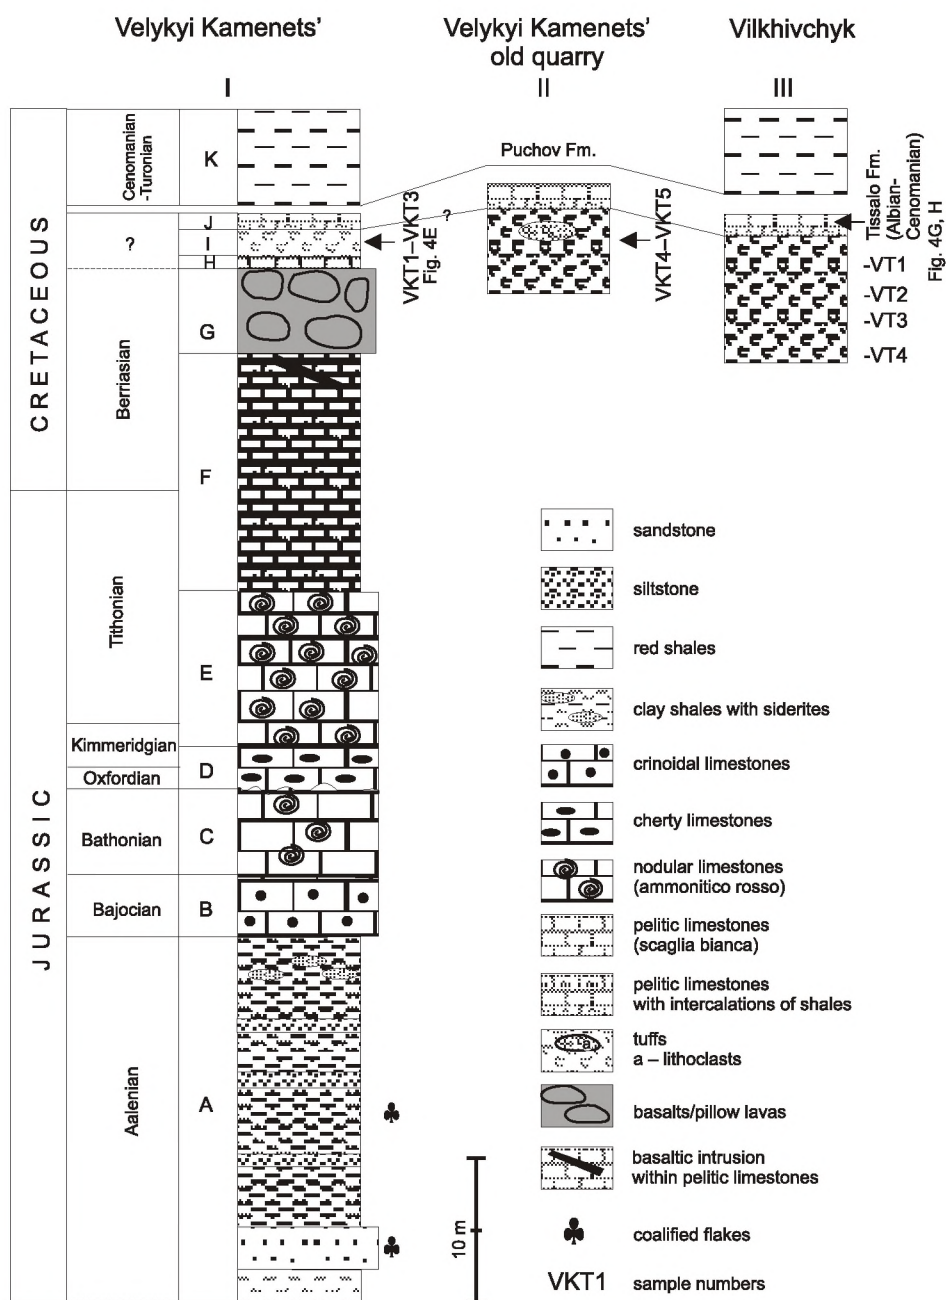 Velykyi Kamenets'
I
Velykyi Kamenets'
old quarry
II
Vilkhivchyk
III
CRETACEOUS
JURASSIC
Cenomanian
-Turonian
?
Berriasian
Tithonian
Kimmeridgian
Oxfordian
Bathonian
Bajocian
Aalenian
K
J
I
H
G
F
E
D
C
B
A
VKT1–VKT3
Fig. 4E
Puchov Fm.
?
a
VKT4–VKT5
Tissalo Fm.
(Albian-
Cenomanian)
Fig. 4G, H
-VT1
-VT2
-VT3
-VT4
sandstone
siltstone
red shales
clay shales with siderites
crinoidal limestones
cherty limestones
nodular limestones
(ammonitico rosso)
pelitic limestones
(scaglia bianca)
pelitic limestones
with intercalations of shales
a
tuffs
a – lithoclasts
basalts/pillow lavas
basaltic intrusion
within pelitic limestones
coalified flakes
VKT1 sample numbers
10 m